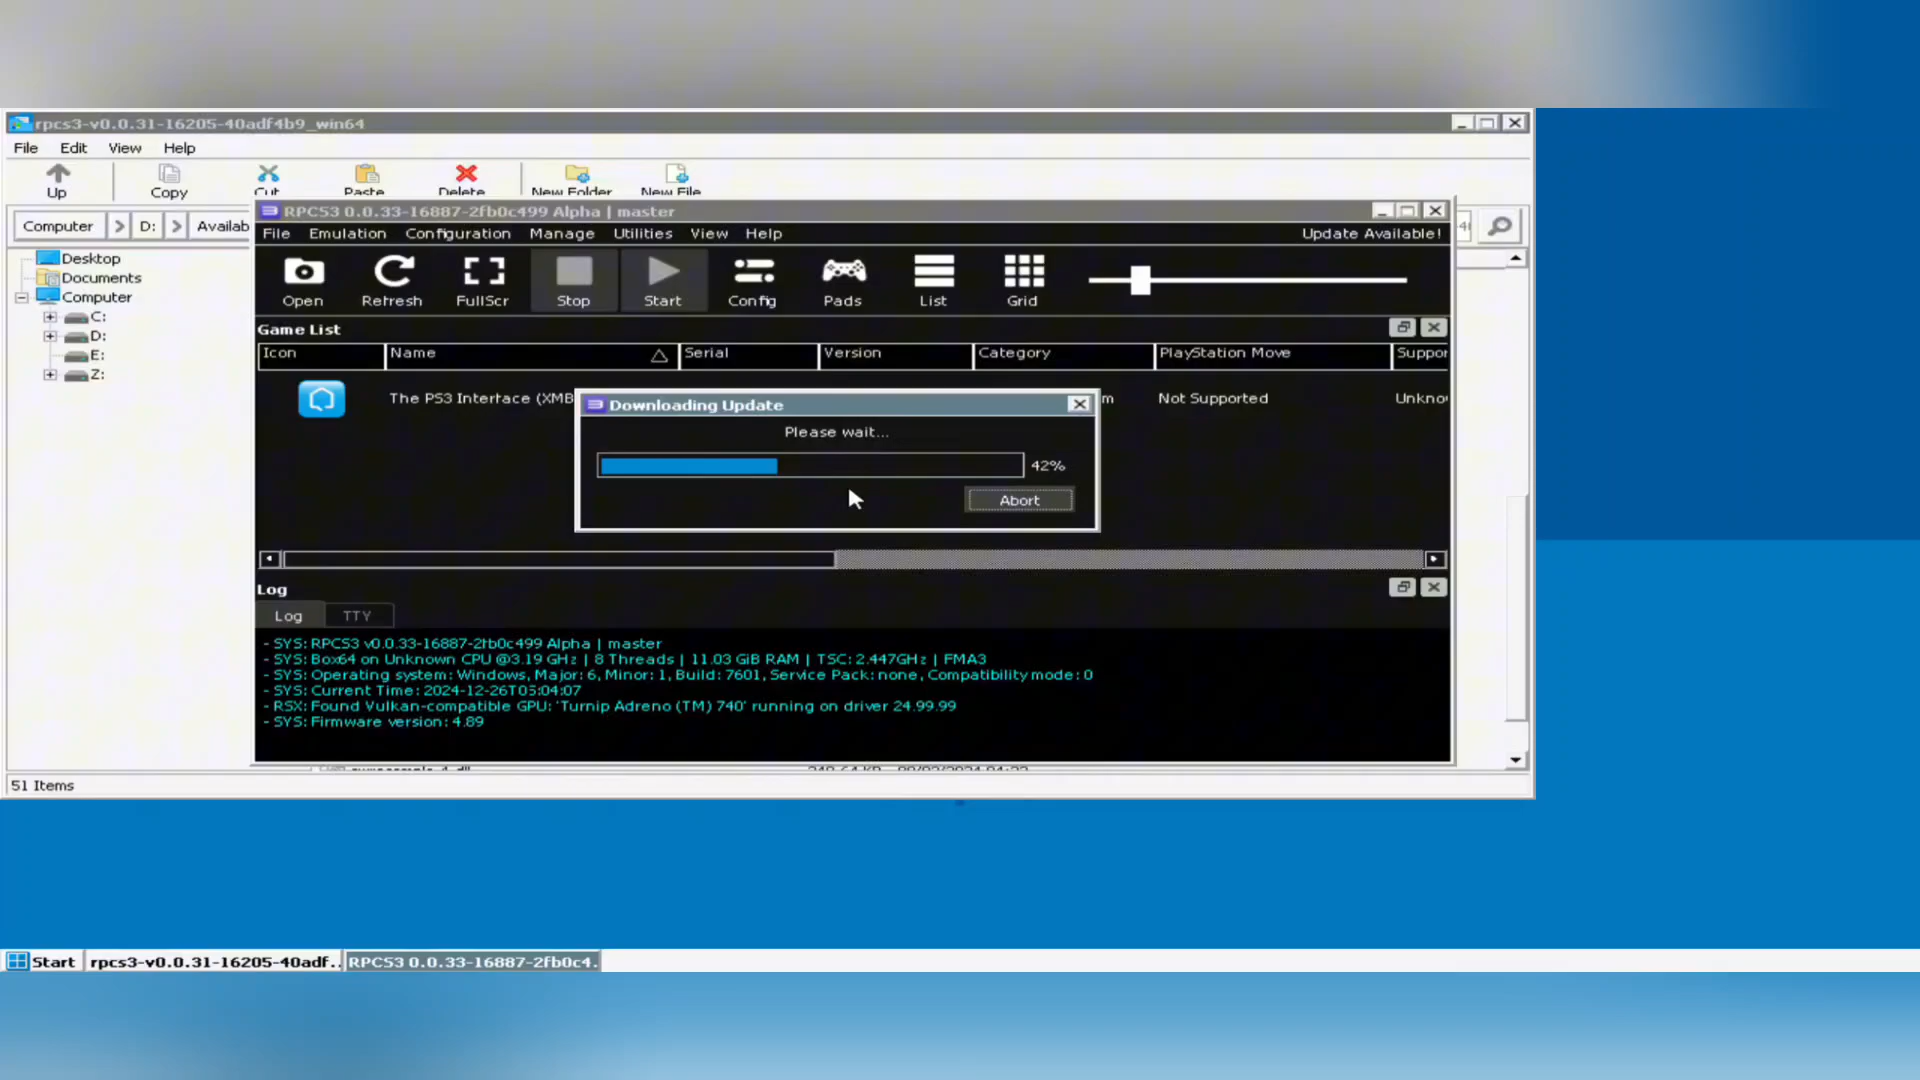 rpcs3-v0.0.31-16205-40adf4b9_win64
File Edit View Help
Up Copy Cut Paste Delete New Folder New File
Computer > D: > Availab
RPCS3 0.0.33-16887-2fb0c499 Alpha | master
File Emulation Configuration Manage Utilities View Help Update Available!
Open Refresh FullScr Stop Start Config Pads List Grid
Desktop
Documents
Computer
C:
D:
E:
Z:
Game List
Icon Name Serial Version Category PlayStation Move Suppor
The PS3 Interface (XMB m Not Supported Unkno
Downloading Update
Please wait...
42%
Abort
Log
Log TTY
- SYS: RPCS3 v0.0.33-16887-2fb0c499 Alpha | master
- SYS: Box64 on Unknown CPU @3.19 GHz | 8 Threads | 11.03 GiB RAM | TSC: 2.447GHz | FMA3
- SYS: Operating system: Windows, Major: 6, Minor: 1, Build: 7601, Service Pack: none, Compatibility mode: 0
- SYS: Current Time: 2024-12-26T05:04:07
- RSX: Found Vulkan-compatible GPU: 'Turnip Adreno (TM) 740' running on driver 24.99.99
- SYS: Firmware version: 4.89
51 Items
Start rpcs3-v0.0.31-16205-40adf.. RPCS3 0.0.33-16887-2fb0c4.